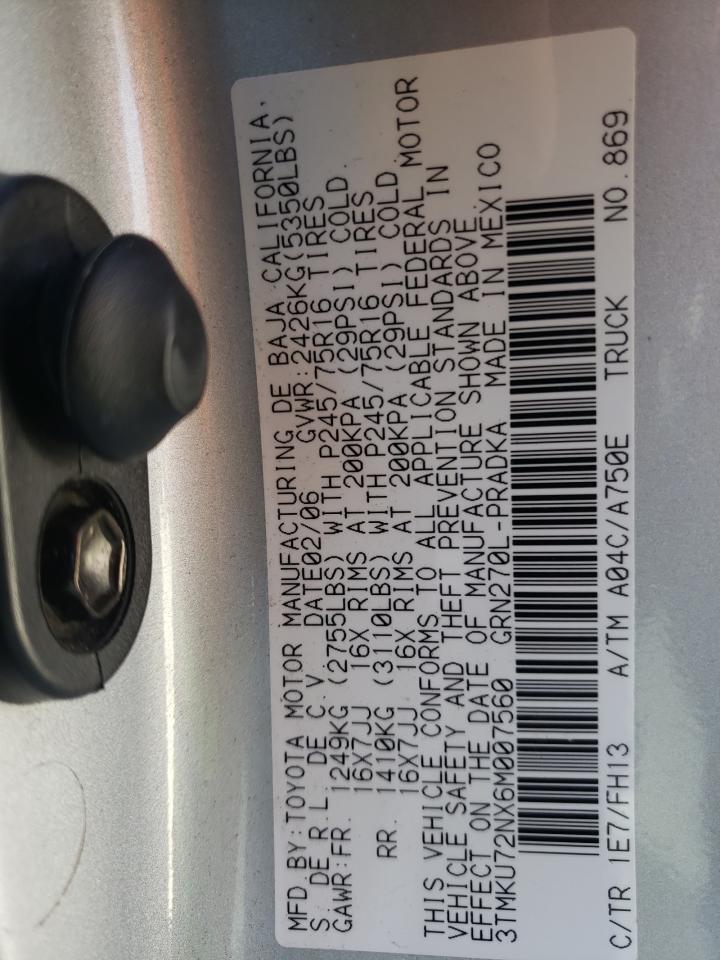 MFD.BY:TOYOTA MOTOR MANUFACTURING DE BAJA CALIFORNIA,
S. DE R.L. DE C.V. DATE02/06 GVWR:2426KG(5350LBS)
GAWR:FR. 1249KG (2755LBS) WITH P245/75R16 TIRES
16X7JJ 16X RIMS AT 200KPA (29PSI) COLD.
RR. 1410KG (3110LBS) WITH P245/75R16 TIRES
16X7JJ 16X RIMS AT 200KPA (29PSI) COLD.
THIS VEHICLE CONFORMS TO ALL APPLICABLE FEDERAL MOTOR
VEHICLE SAFETY AND THEFT PREVENTION STANDARDS IN
EFFECT ON THE DATE OF MANUFACTURE SHOWN ABOVE.
3TMKU72NX6M007560 GRN270L-PRADKA MADE IN MEXICO
C/TR 1E7/FH13 A/TM A04C/A750E TRUCK NO.869